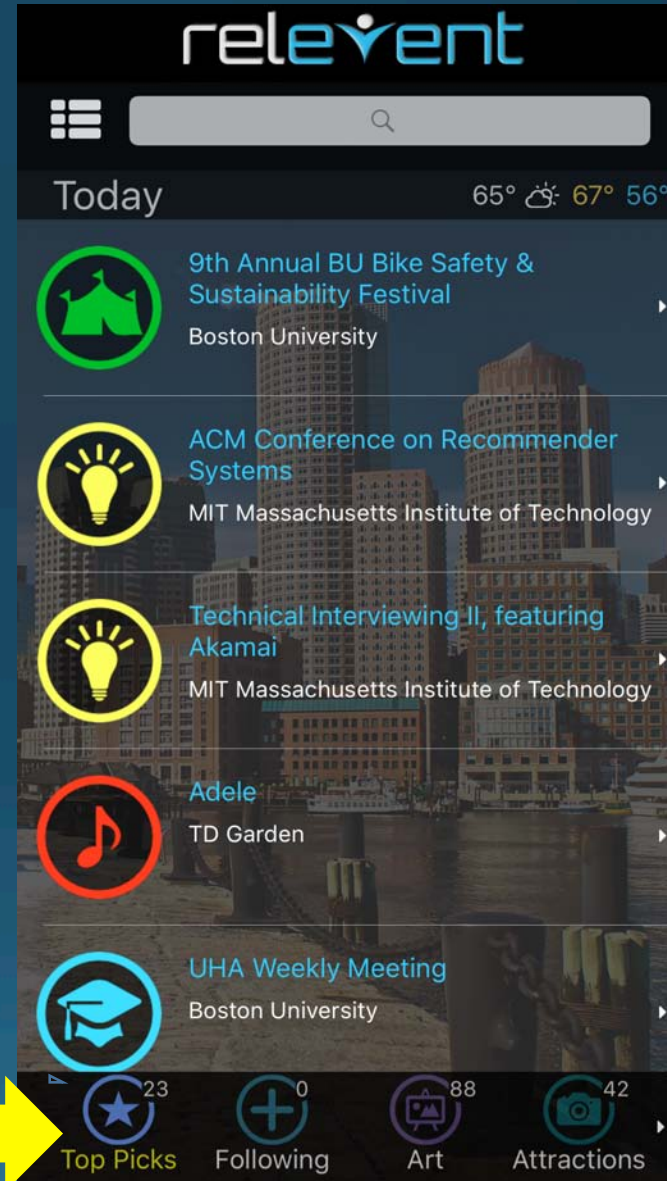 relevent
Today 65° 67° 56°
9th Annual BU Bike Safety &
Sustainability Festival
Boston University
ACM Conference on Recommender
Systems
MIT Massachusetts Institute of Technology
Technical Interviewing II, featuring
Akamai
MIT Massachusetts Institute of Technology
Adele
TD Garden
UHA Weekly Meeting
Boston University
23 0 88 42
Top Picks Following Art Attractions